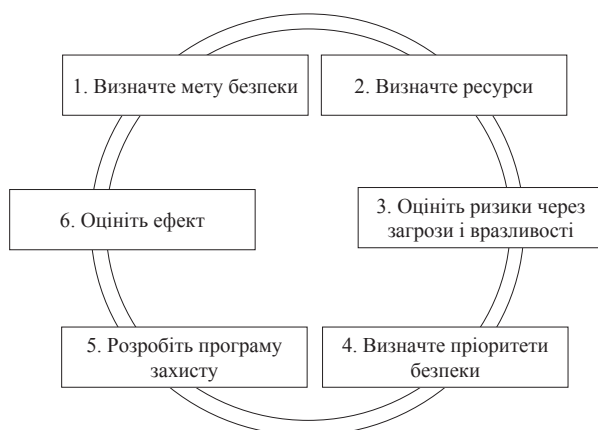 1. Визначте мету безпеки
2. Визначте ресурси
3. Оцініть ризики через
загрози і вразливості
4. Визначте пріоритети
безпеки
5. Розробіть програму
захисту
6. Оцініть ефект